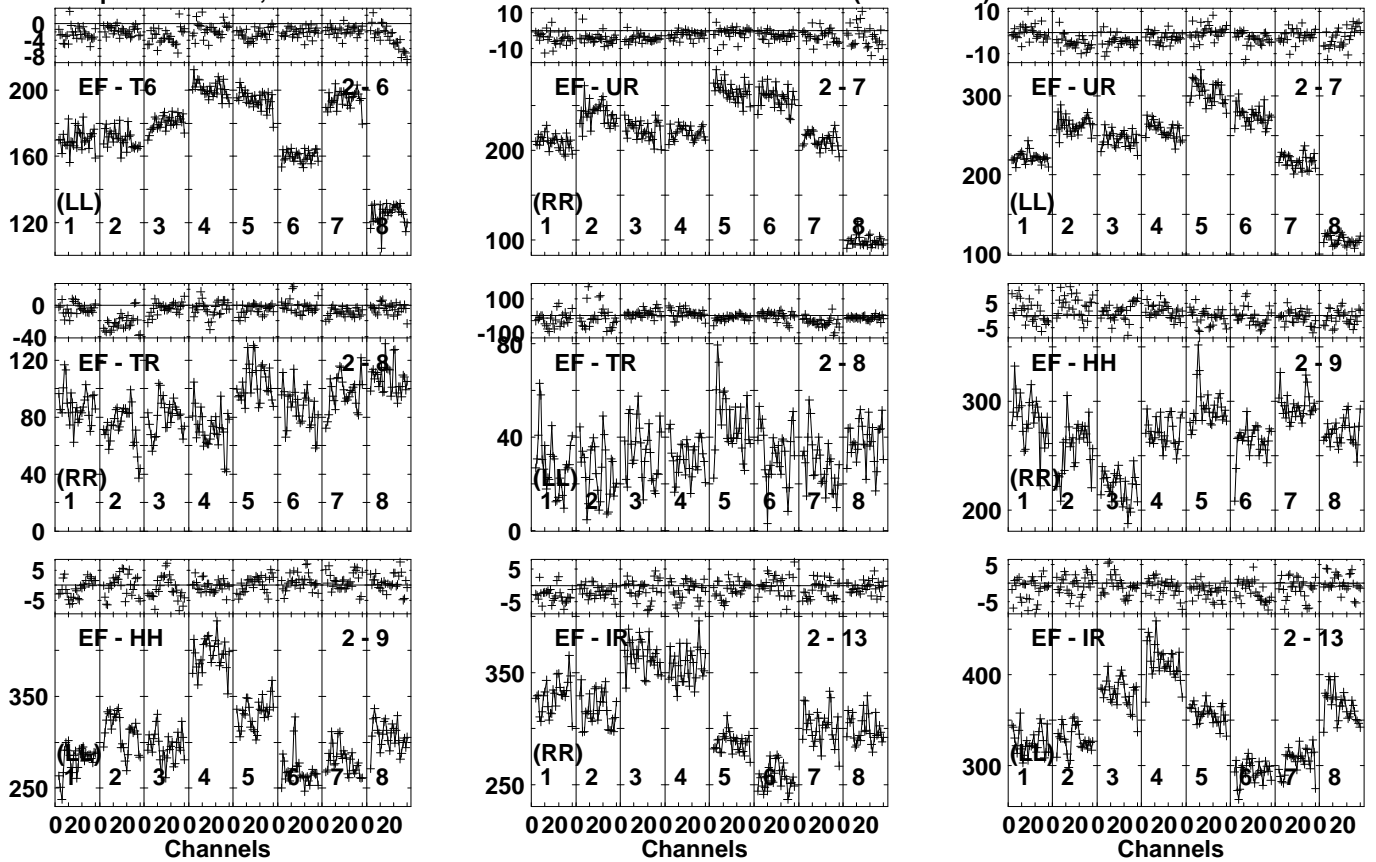 0 10 10
-4
-8 -10 -10
200 EF - T6 2 - 6 EF - UR 2 - 7 300 EF - UR 2 - 7
160 200 200
(LL) (RR) (LL)
120 1 2 3 4 5 6 7 8 100 1 2 3 4 5 6 7 8 100 1 2 3 4 5 6 7 8
0 100 5
-40 -100 -5
120 EF - TR 2 - 8 80 EF - TR 2 - 8 EF - HH 2 - 9
80 40 300
40
(RR) (LL) (RR)
1 2 3 4 5 6 7 8 1 2 3 4 5 6 7 8 200 1 2 3 4 5 6 7 8
0 0
5 5 5
-5 -5 -5
EF - HH 2 - 9 EF - IR 2 - 13 EF - IR 2 - 13
350 350 400
(LL) (RR) (LL)
250 1 2 3 4 5 6 7 8 250 1 2 3 4 5 6 7 8 300 1 2 3 4 5 6 7 8
0 20 0 20 0 20 0 20 0 20 0 20 0 20 0 20 0 20 0 20 0 20 0 20 0 20 0 20 0 20 0 20 0 20 0 20 0 20 0 20 0 20 0 20 0 20 0 20
Channels Channels Channels